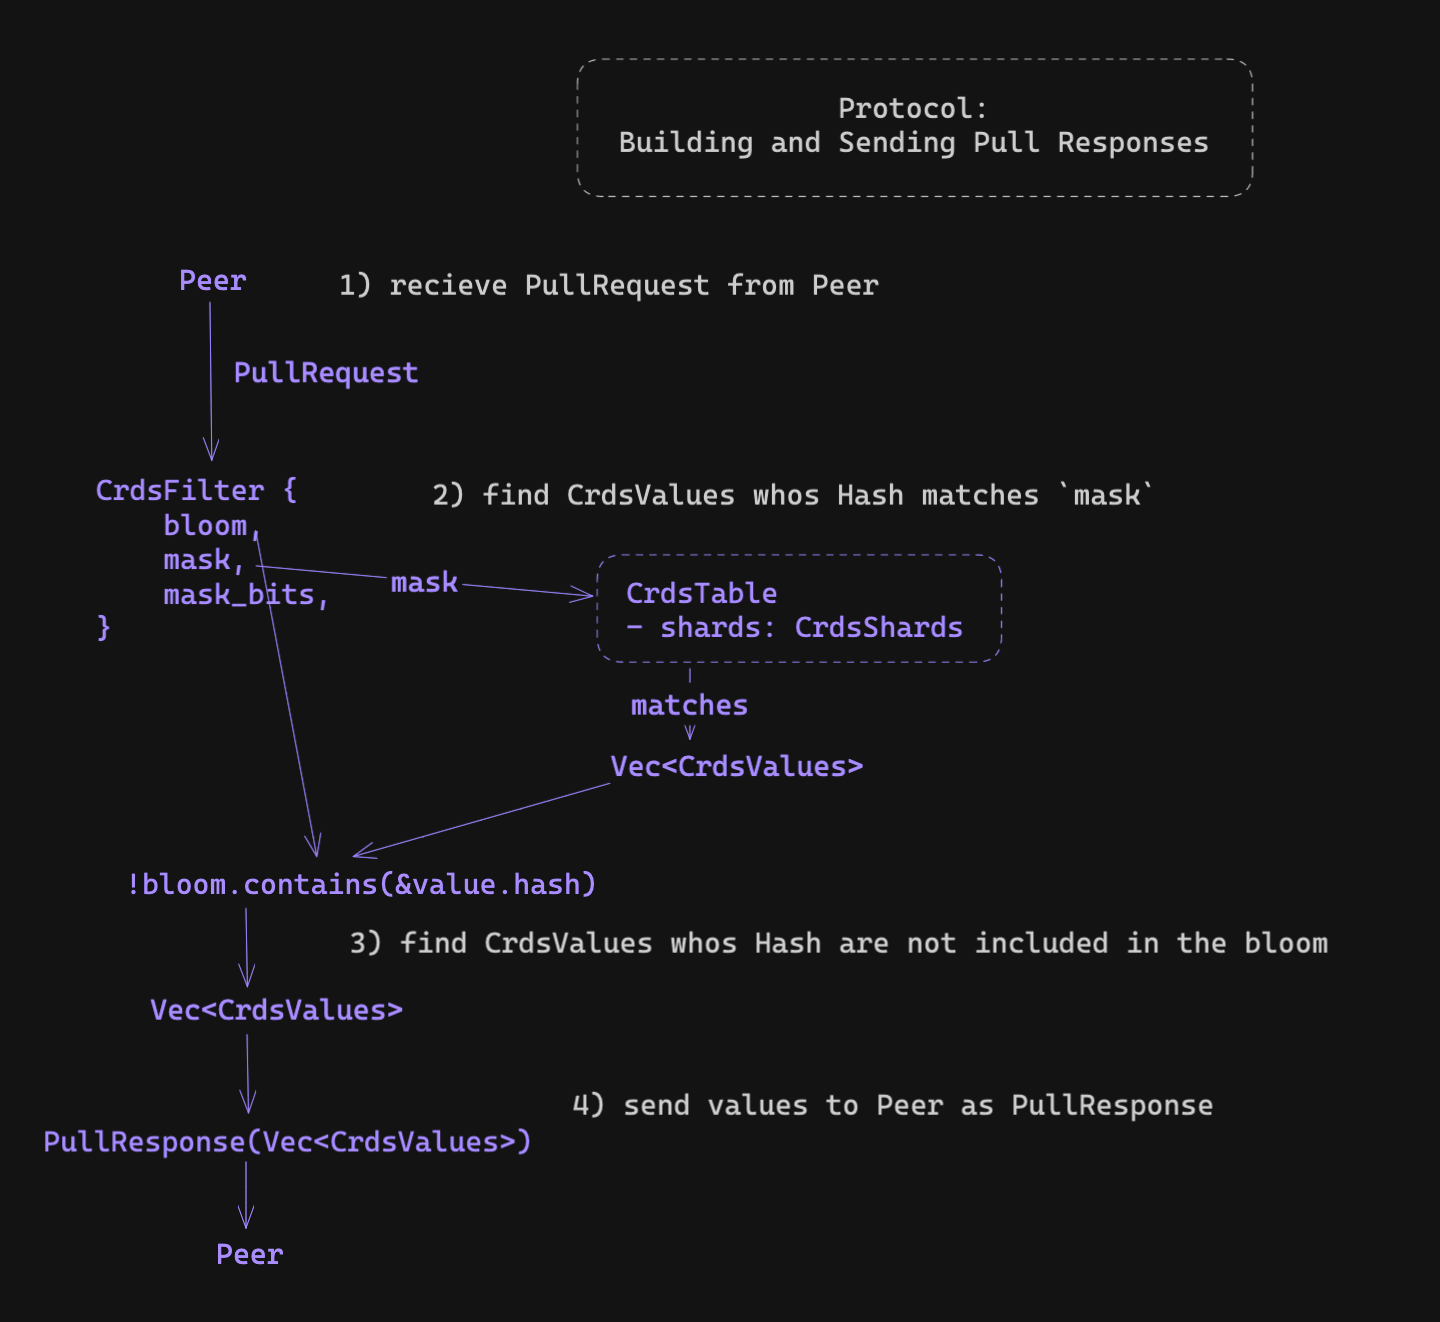 Protocol:
Building and Sending Pull Responses
Peer
1) recieve PullRequest from Peer
PullRequest
CrdsFilter {
bloom,
mask,
mask_bits,
}
2) find CrdsValues whos Hash matches `mask`
mask
CrdsTable
- shards: CrdsShards
matches
Vec<CrdsValues>
!bloom.contains(&value.hash)
3) find CrdsValues whos Hash are not included in the bloom
Vec<CrdsValues>
4) send values to Peer as PullResponse
PullResponse(Vec<CrdsValues>)
Peer